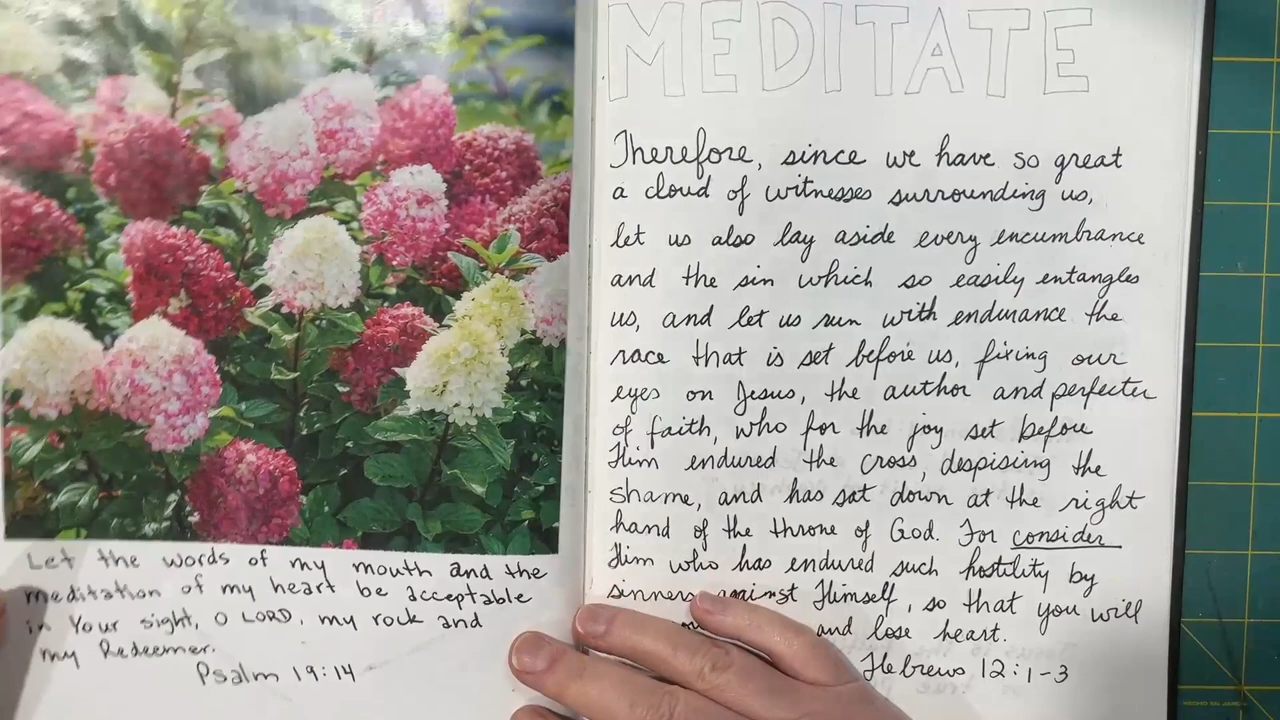 Let the words of my mouth and the
meditation of my heart be acceptable
in Your sight, O LORD, my rock and
my Redeemer.
Psalm 19:14
MEDITATE
Therefore, since we have so great
a cloud of witnesses surrounding us,
let us also lay aside every encumbrance
and the sin which so easily entangles
us, and let us run with endurance the
race that is set before us, fixing our
eyes on Jesus, the author and perfecter
of faith, who for the joy set before
Him endured the cross, despising the
shame, and has sat down at the right
hand of the throne of God. For consider
Him who has endured such hostility by
sinners against Himself, so that you will
and lose heart.
Hebrews 12:1-3